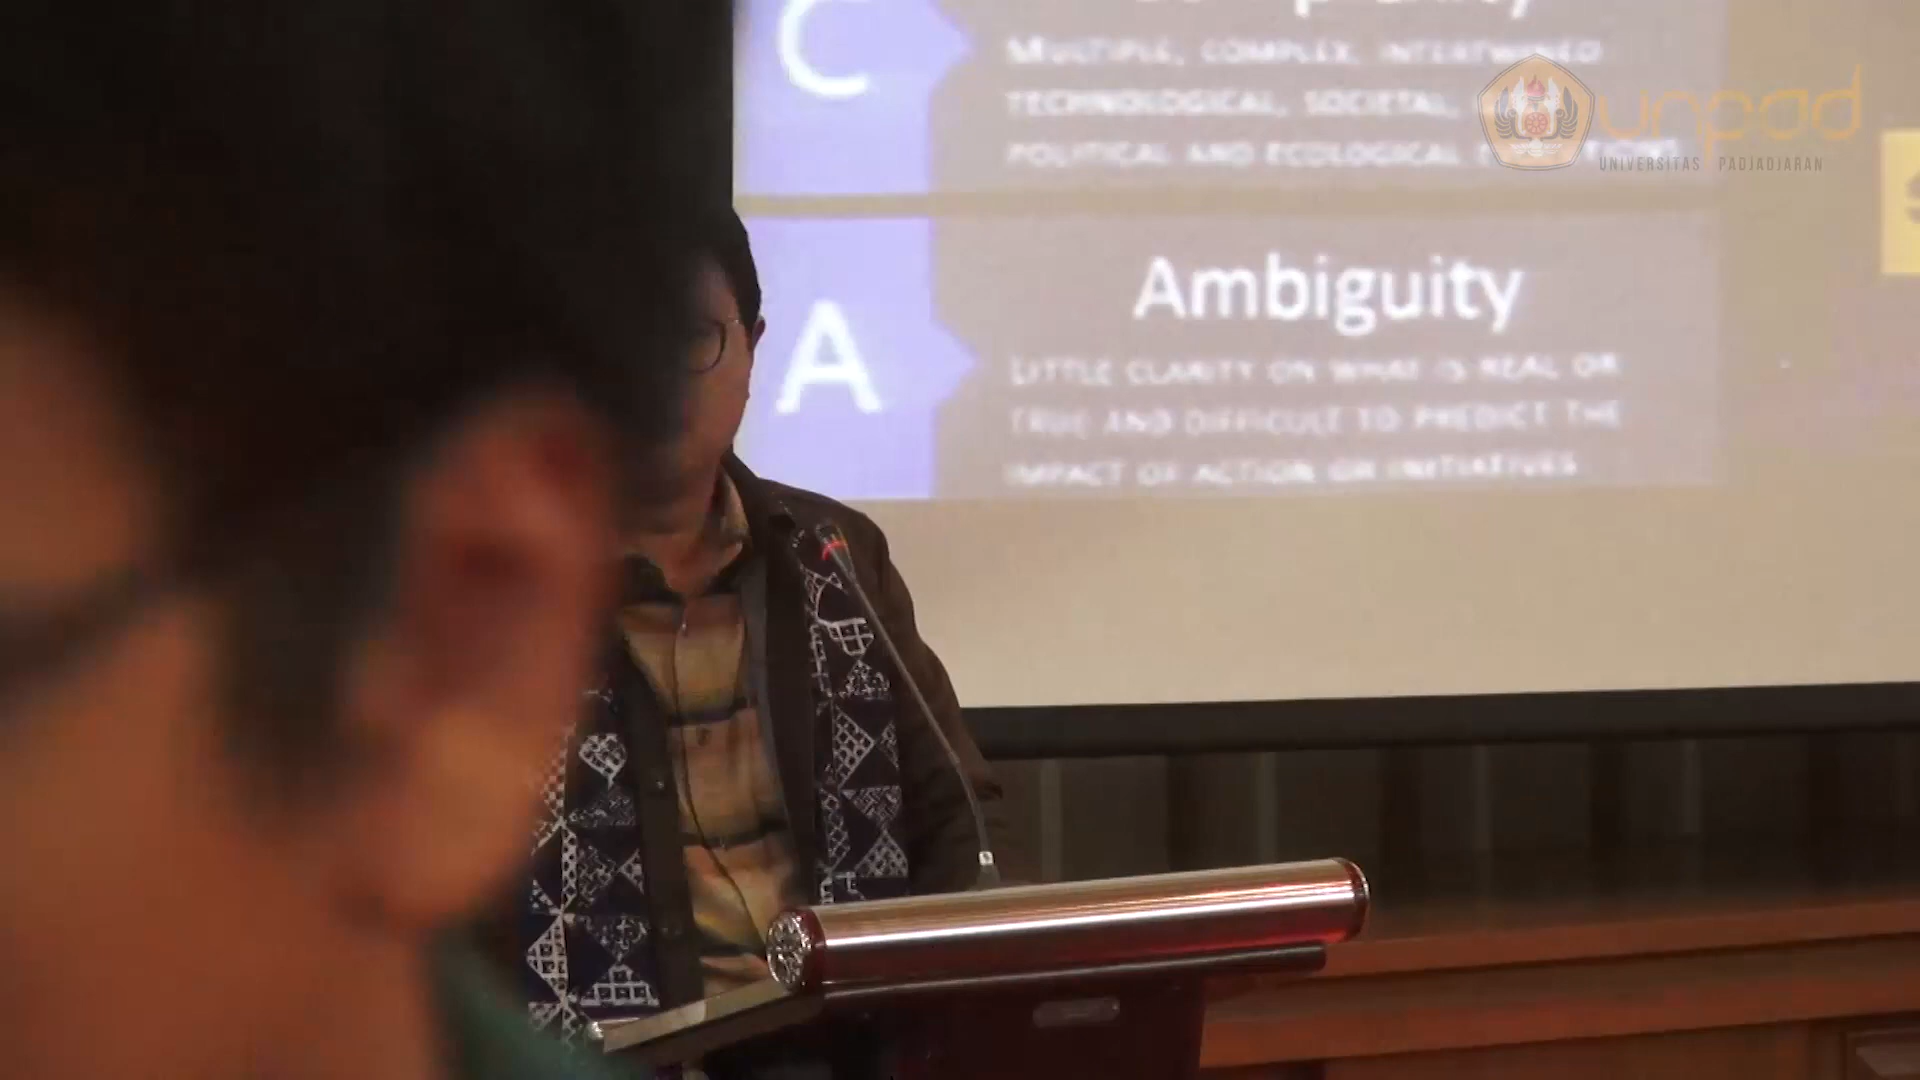 C
MULTIPLE, COMPLEX, INTERTWINED
TECHNOLOGICAL, SOCIETAL,
POLITICAL AND ECOLOGICAL
A
Ambiguity
LITTLE CLARITY ON WHAT IS REAL OR
TRUE AND DIFFICULT TO PREDICT THE
IMPACT OF ACTION OR INITIATIVES
unpad
UNIVERSITAS PADJADJARAN